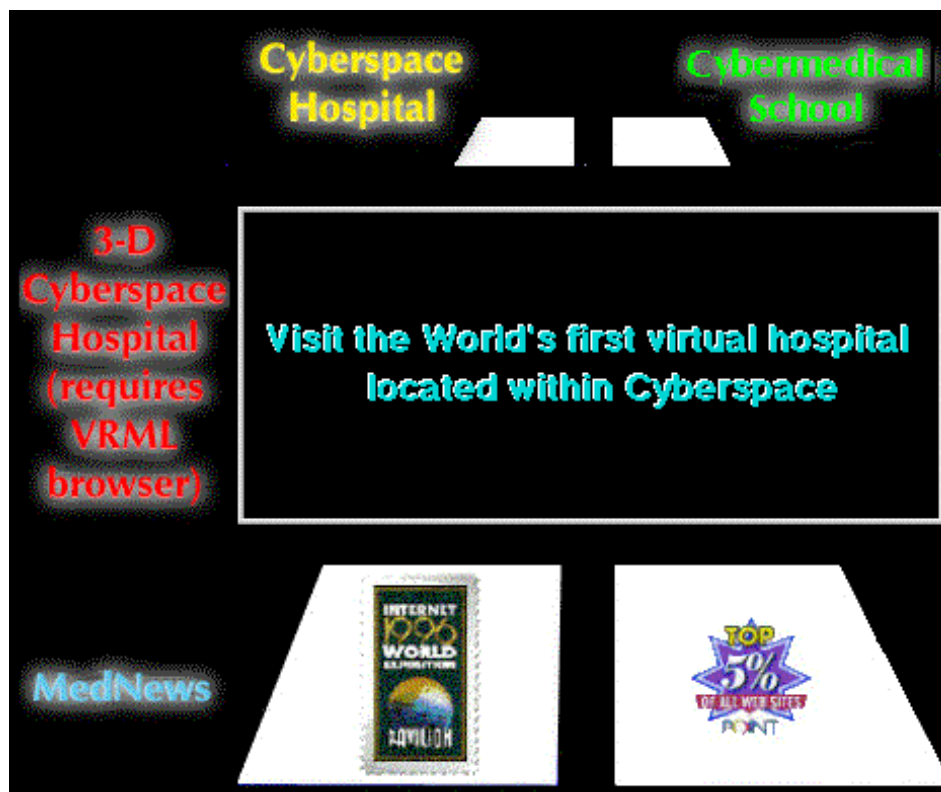 Cyberspace
Hospital
Cybermedical
School
3-D
Cyberspace
Hospital
(requires
VRML
browser)
Visit the World's first virtual hospital
located within Cyberspace
MedNews
INTERNET
1996
WORLD
EXPOSITION
PAVILION
TOP
5%
OF ALL WEB SITES
POINT